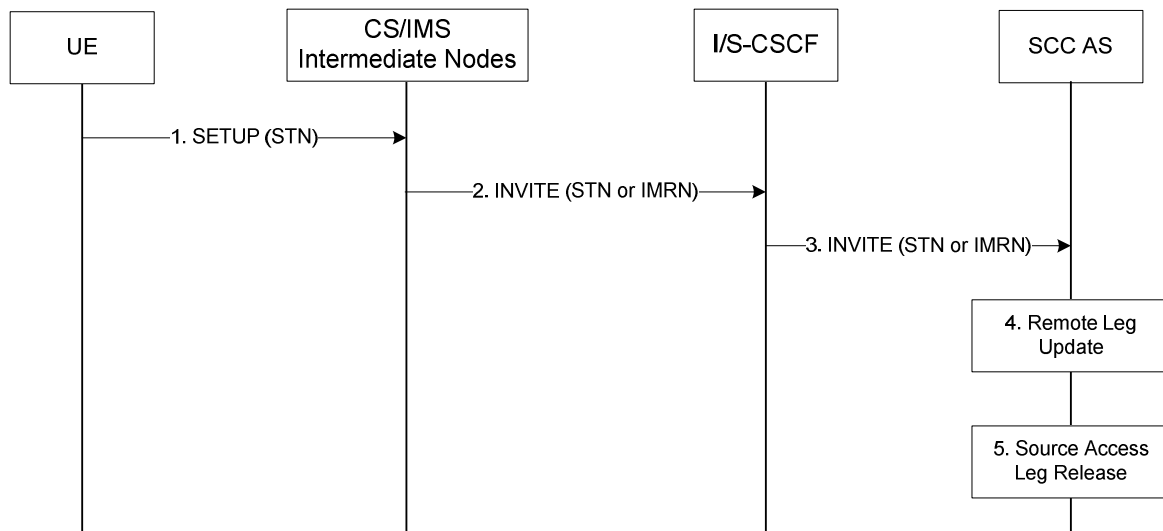 UE
CS/IMS
Intermediate Nodes
I/S-CSCF
SCC AS
1. SETUP (STN)
2. INVITE (STN or IMRN)
3. INVITE (STN or IMRN)
4. Remote Leg
Update
5. Source Access
Leg Release